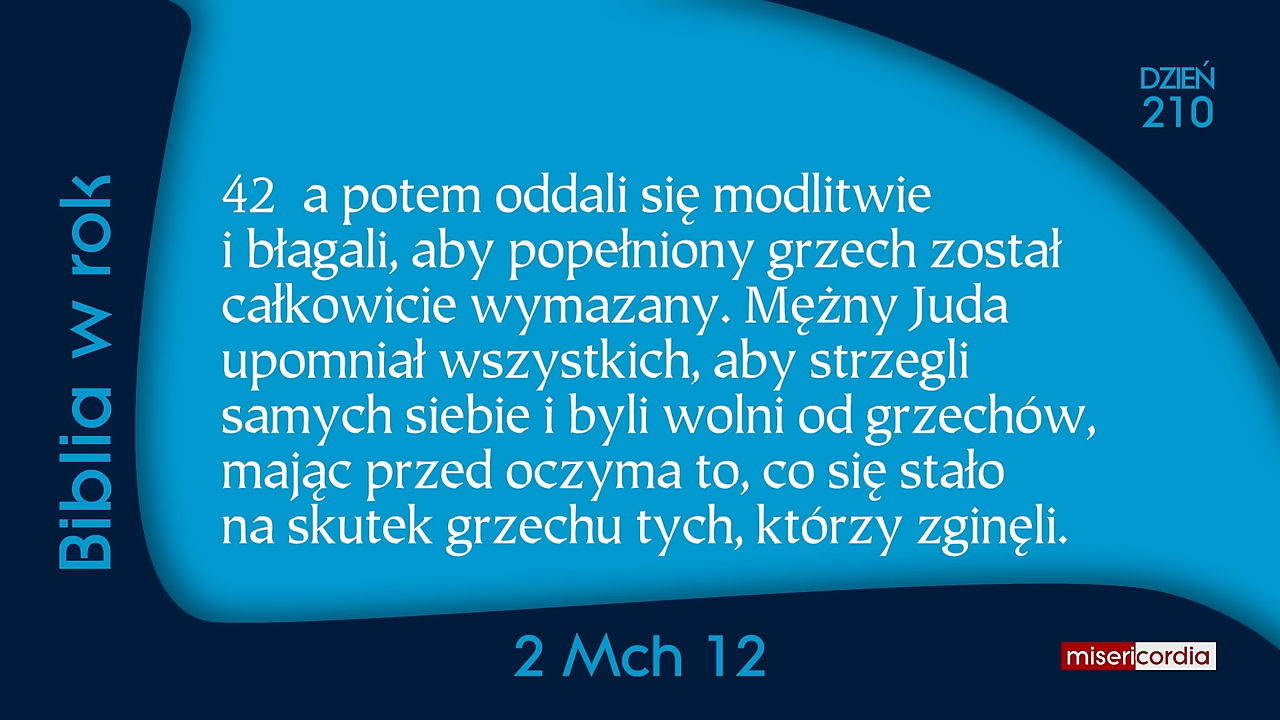 DZIEŃ
210
Biblia w rok
42 a potem oddali się modlitwie
i błagali, aby popełniony grzech został
całkowicie wymazany. Mężny Juda
upomniał wszystkich, aby strzegli
samych siebie i byli wolni od grzechów,
mając przed oczyma to, co się stało
na skutek grzechu tych, którzy zginęli.
2 Mch 12
misericordia